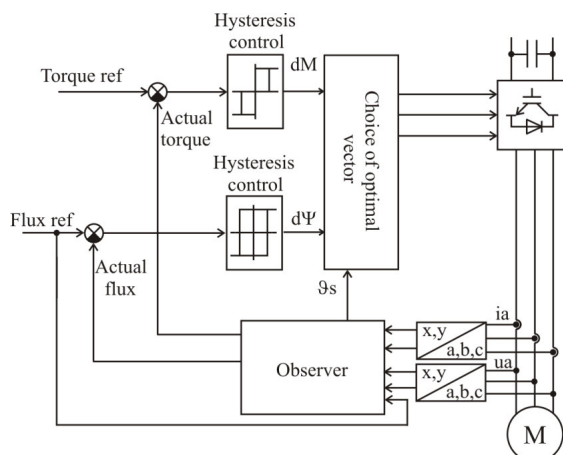 Hysteresis
control
dM
Torque ref
Actual
torque
Choice of optimal
vector
Hysteresis
control
Flux ref
dΨ
Actual
flux
ϑs
ia
x,y
a,b,c
Observer
ua
x,y
a,b,c
M